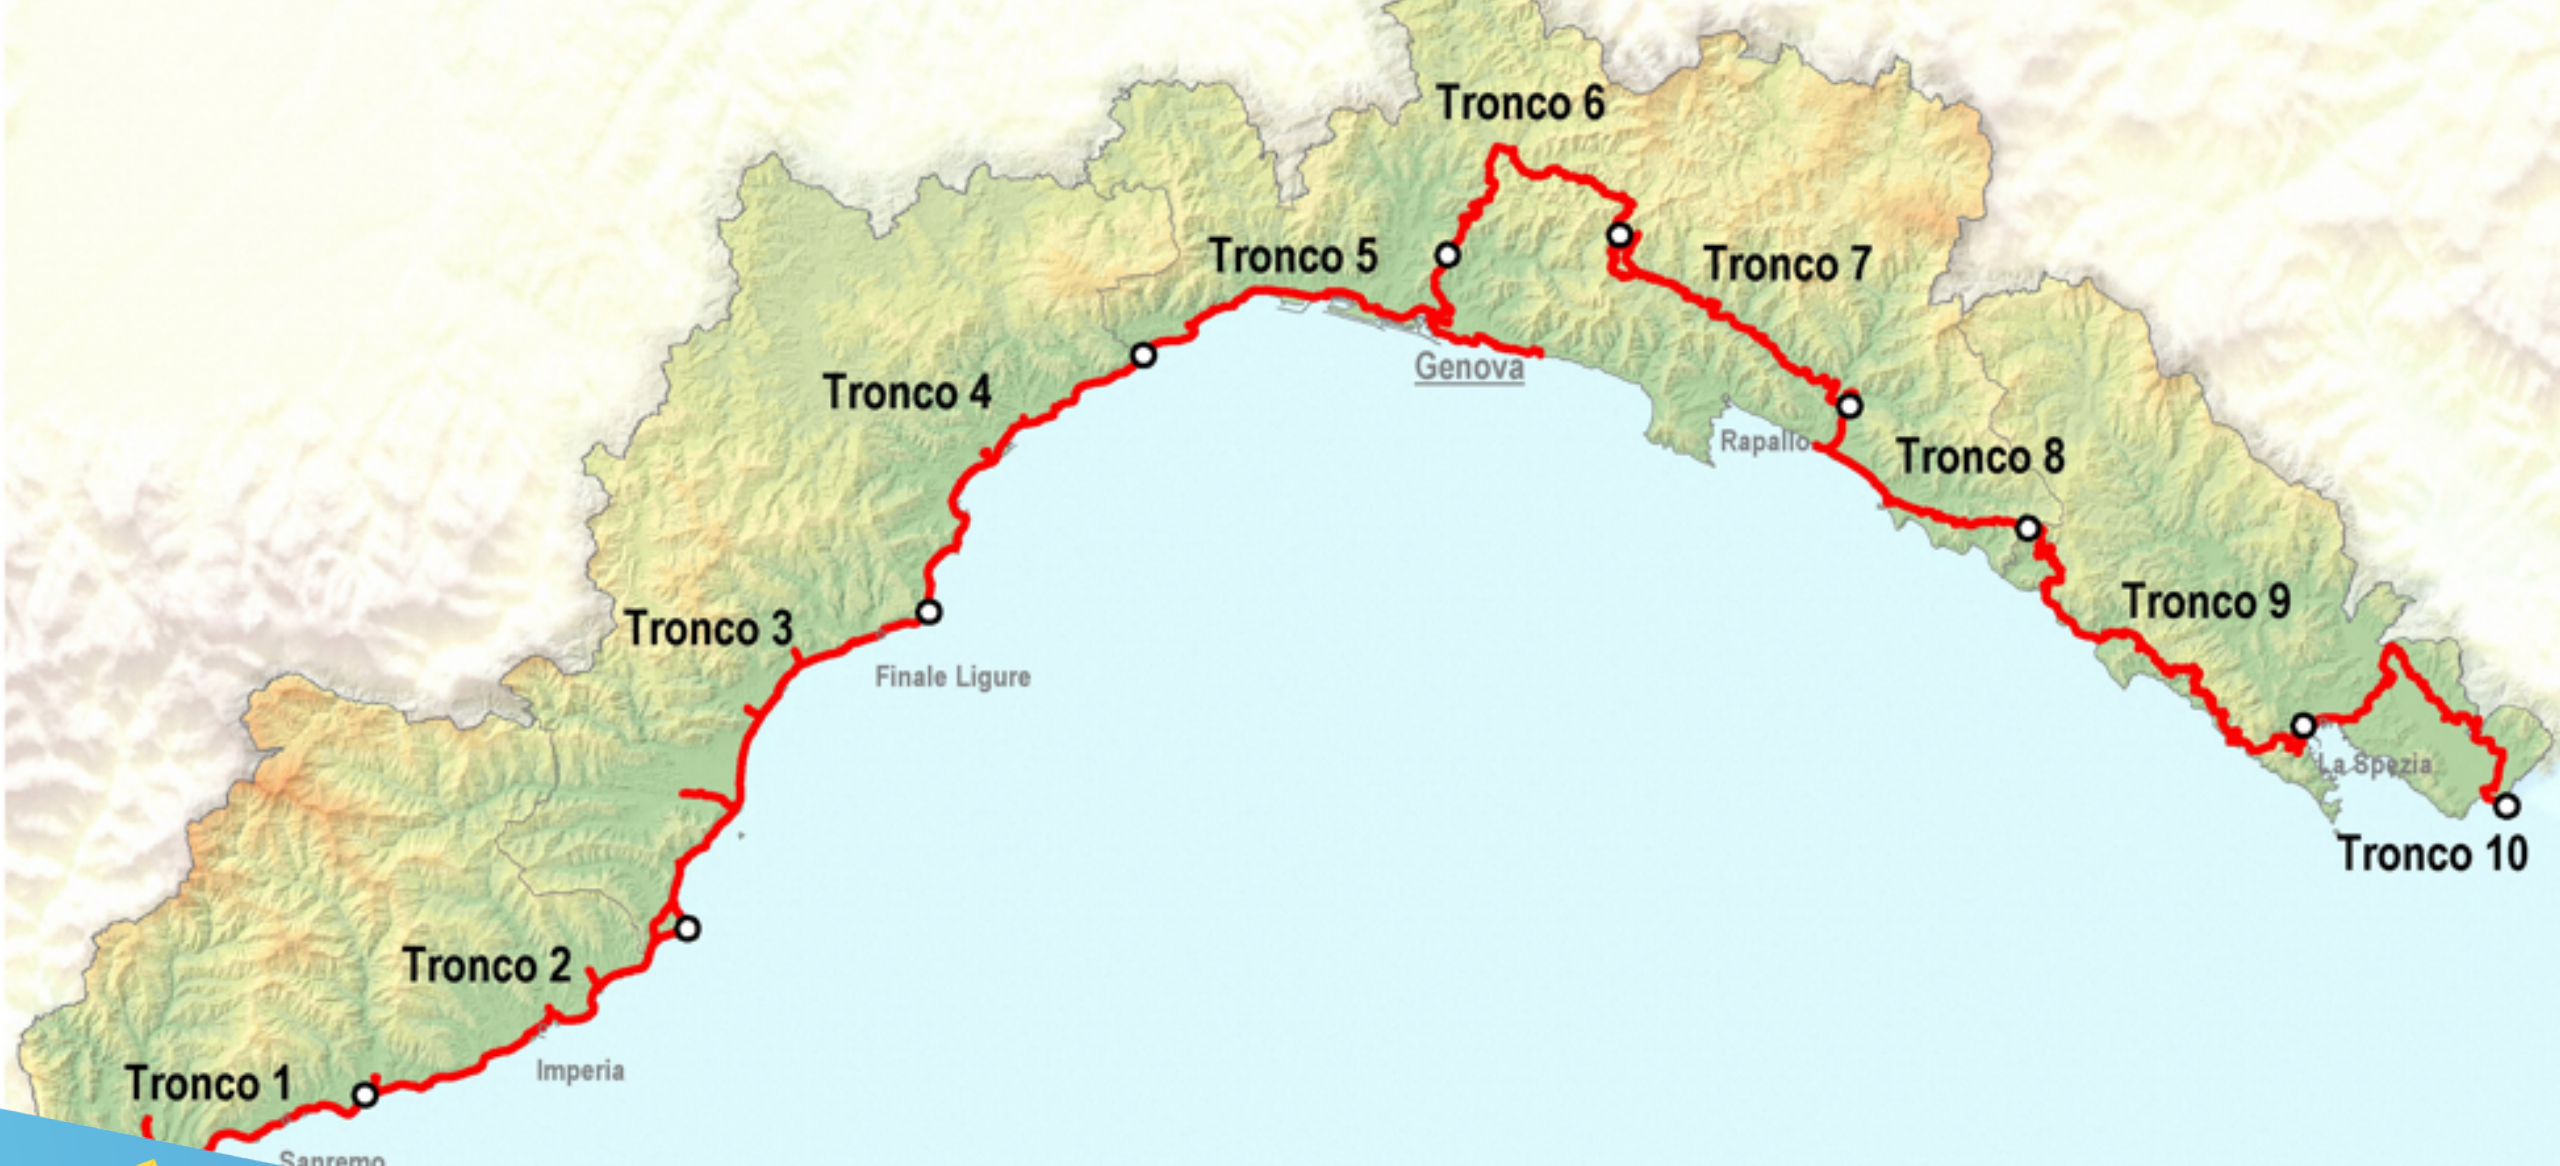 Tronco 6
Tronco 5
Tronco 7
Genova
Tronco 4
Rapallo
Tronco 8
Tronco 3
Tronco 9
Finale Ligure
La Spezia
Tronco 10
Tronco 2
Imperia
Tronco 1
Sanremo